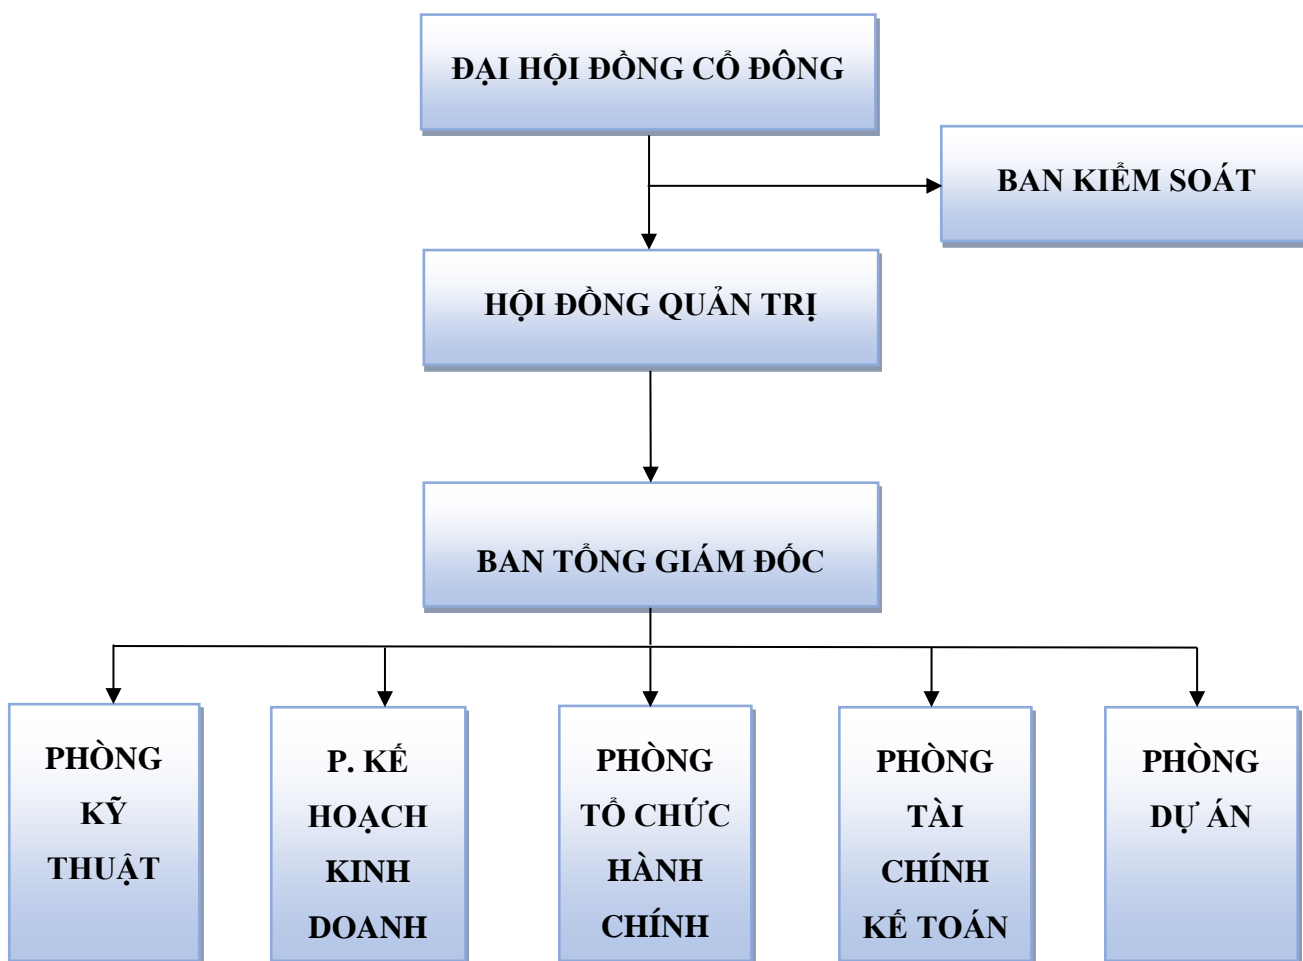 ĐẠI HỘI ĐỒNG CỔ ĐÔNG
BAN KIỂM SOÁT
HỘI ĐỒNG QUẢN TRỊ
BAN TỔNG GIÁM ĐỐC
PHÒNG
KỸ
THUẬT
P. KẾ
HOẠCH
KINH
DOANH
PHÒNG
TỔ CHỨC
HÀNH
CHÍNH
PHÒNG
TÀI
CHÍNH
KẾ TOÁN
PHÒNG
DỰ ÁN